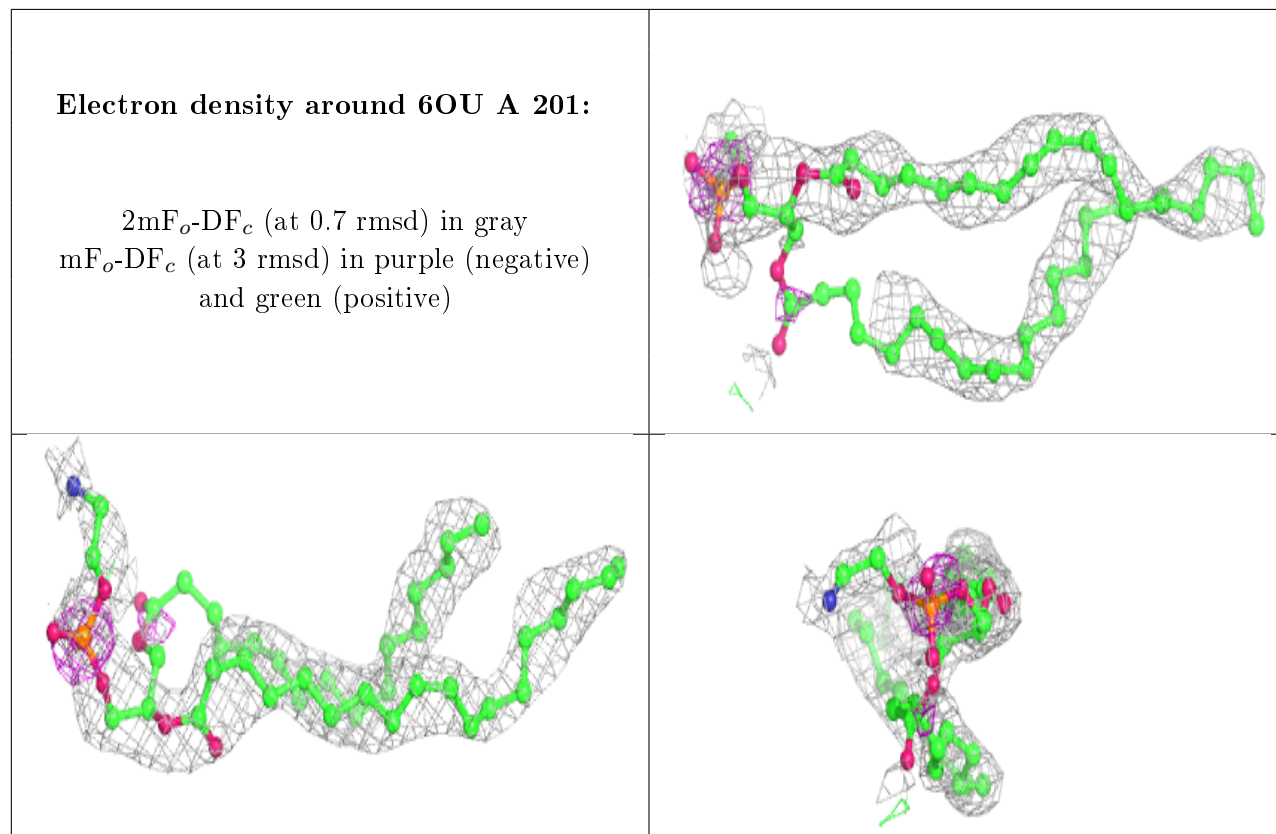 Electron density around 6OU A 201:
2mFₒ-DF𝒸 (at 0.7 rmsd) in gray
mFₒ-DF𝒸 (at 3 rmsd) in purple (negative)
and green (positive)